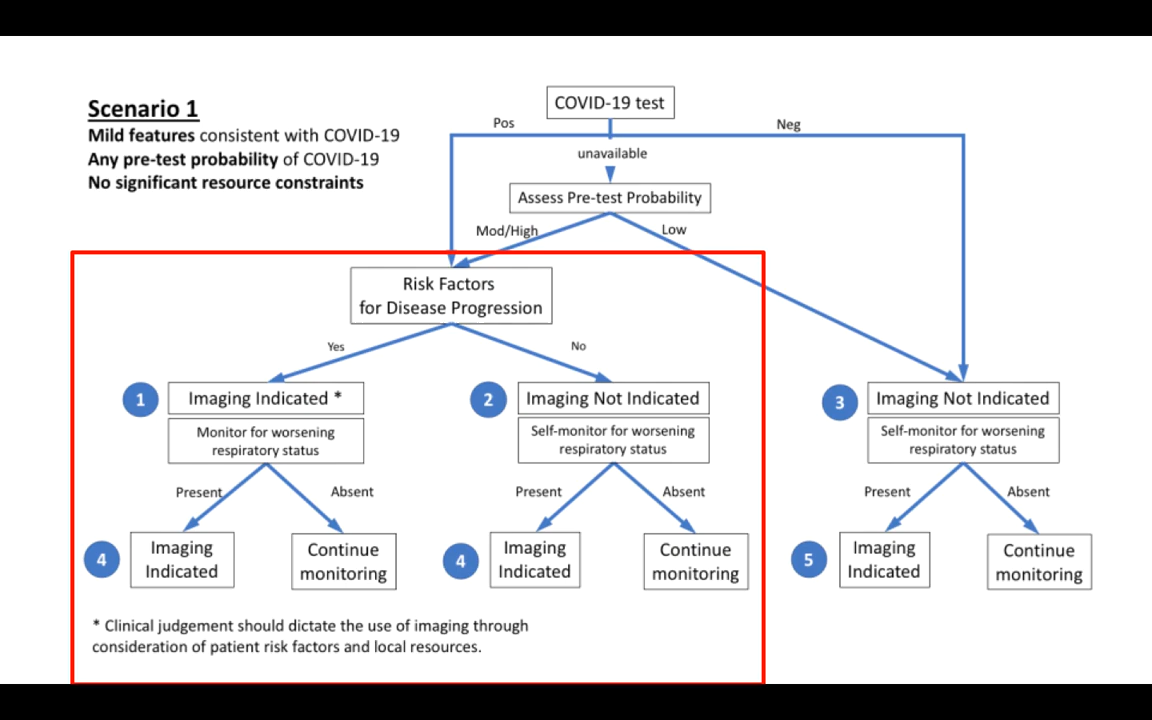 Scenario 1
Mild features consistent with COVID-19
Any pre-test probability of COVID-19
No significant resource constraints
COVID-19 test
Pos
Neg
unavailable
Assess Pre-test Probability
Mod/High
Low
Risk Factors
for Disease Progression
Yes
No
1
Imaging Indicated *
Monitor for worsening
respiratory status
2
Imaging Not Indicated
Self-monitor for worsening
respiratory status
3
Imaging Not Indicated
Self-monitor for worsening
respiratory status
Present
Absent
Present
Absent
Present
Absent
4
Imaging
Indicated
Continue
monitoring
4
Imaging
Indicated
Continue
monitoring
5
Imaging
Indicated
Continue
monitoring
* Clinical judgement should dictate the use of imaging through
consideration of patient risk factors and local resources.